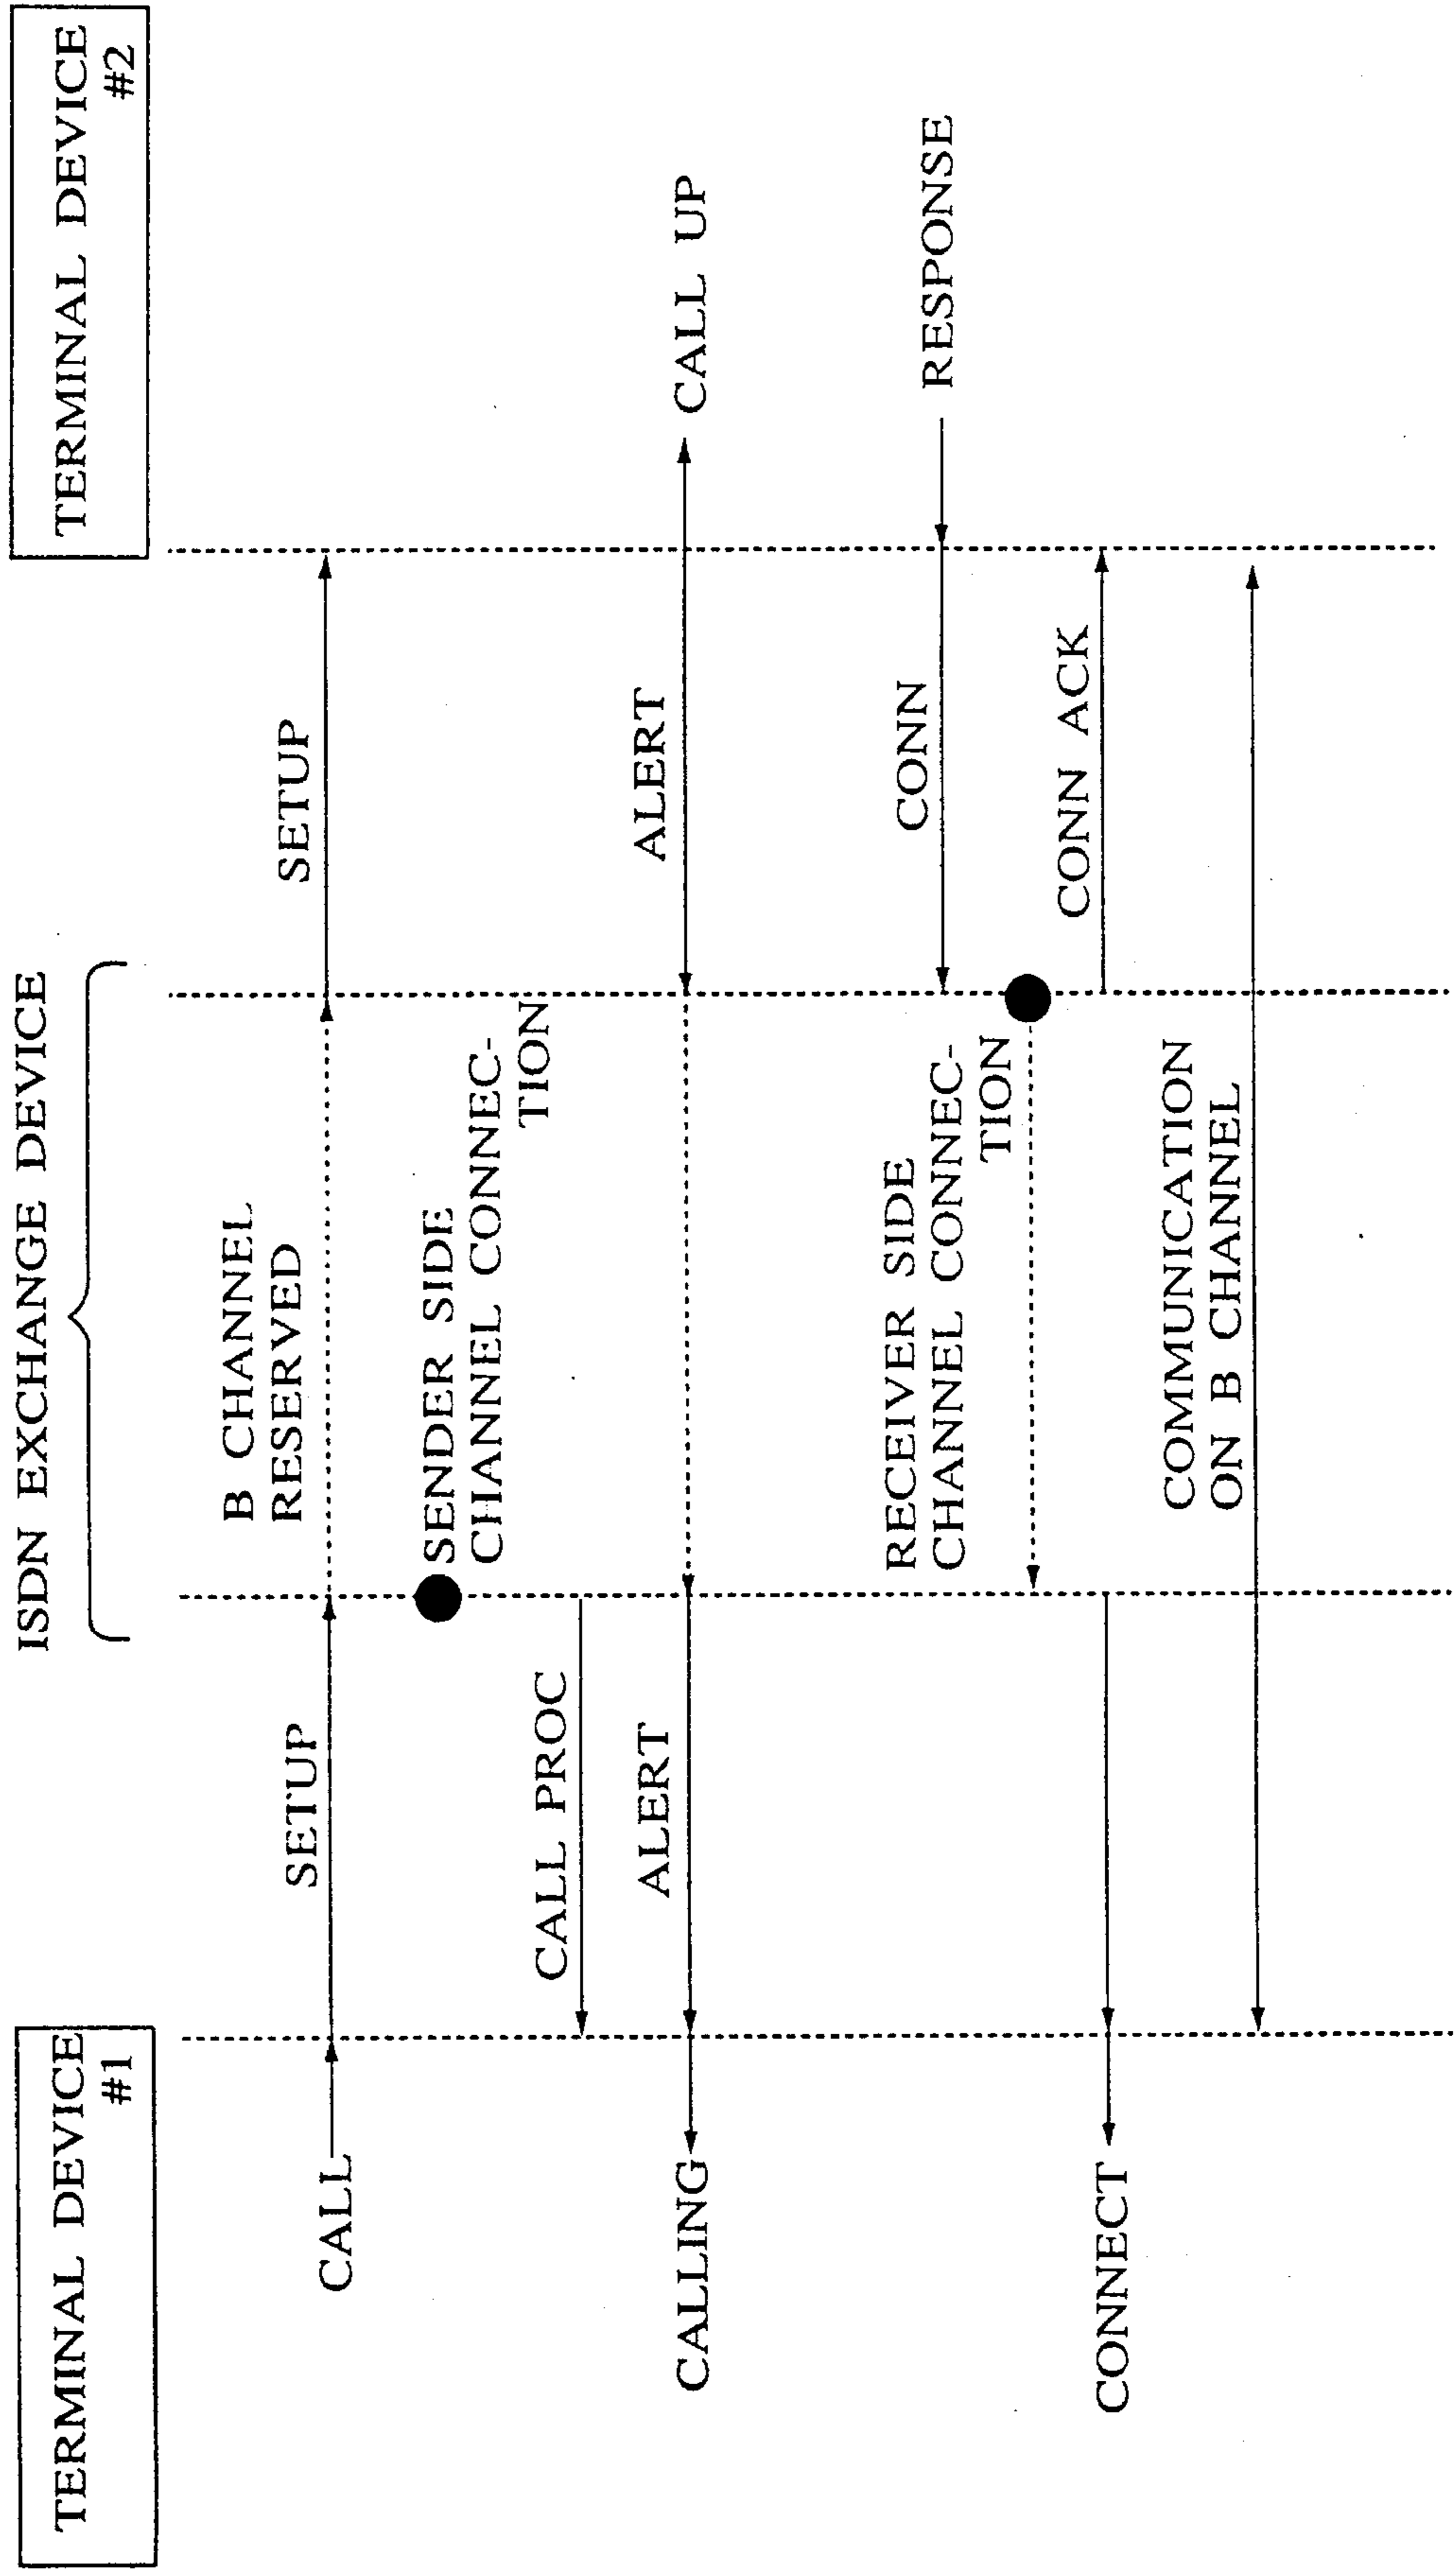 TERMINAL DEVICE
#1
ISDN EXCHANGE DEVICE
TERMINAL DEVICE
#2
CALL
SETUP
B CHANNEL
RESERVED
SETUP
SENDER SIDE
CHANNEL CONNEC-
TION
CALL PROC
CALLING
ALERT
ALERT
CALL UP
RECEIVER SIDE
CHANNEL CONNEC-
TION
CONN
RESPONSE
CONNECT
CONN ACK
COMMUNICATION
ON B CHANNEL